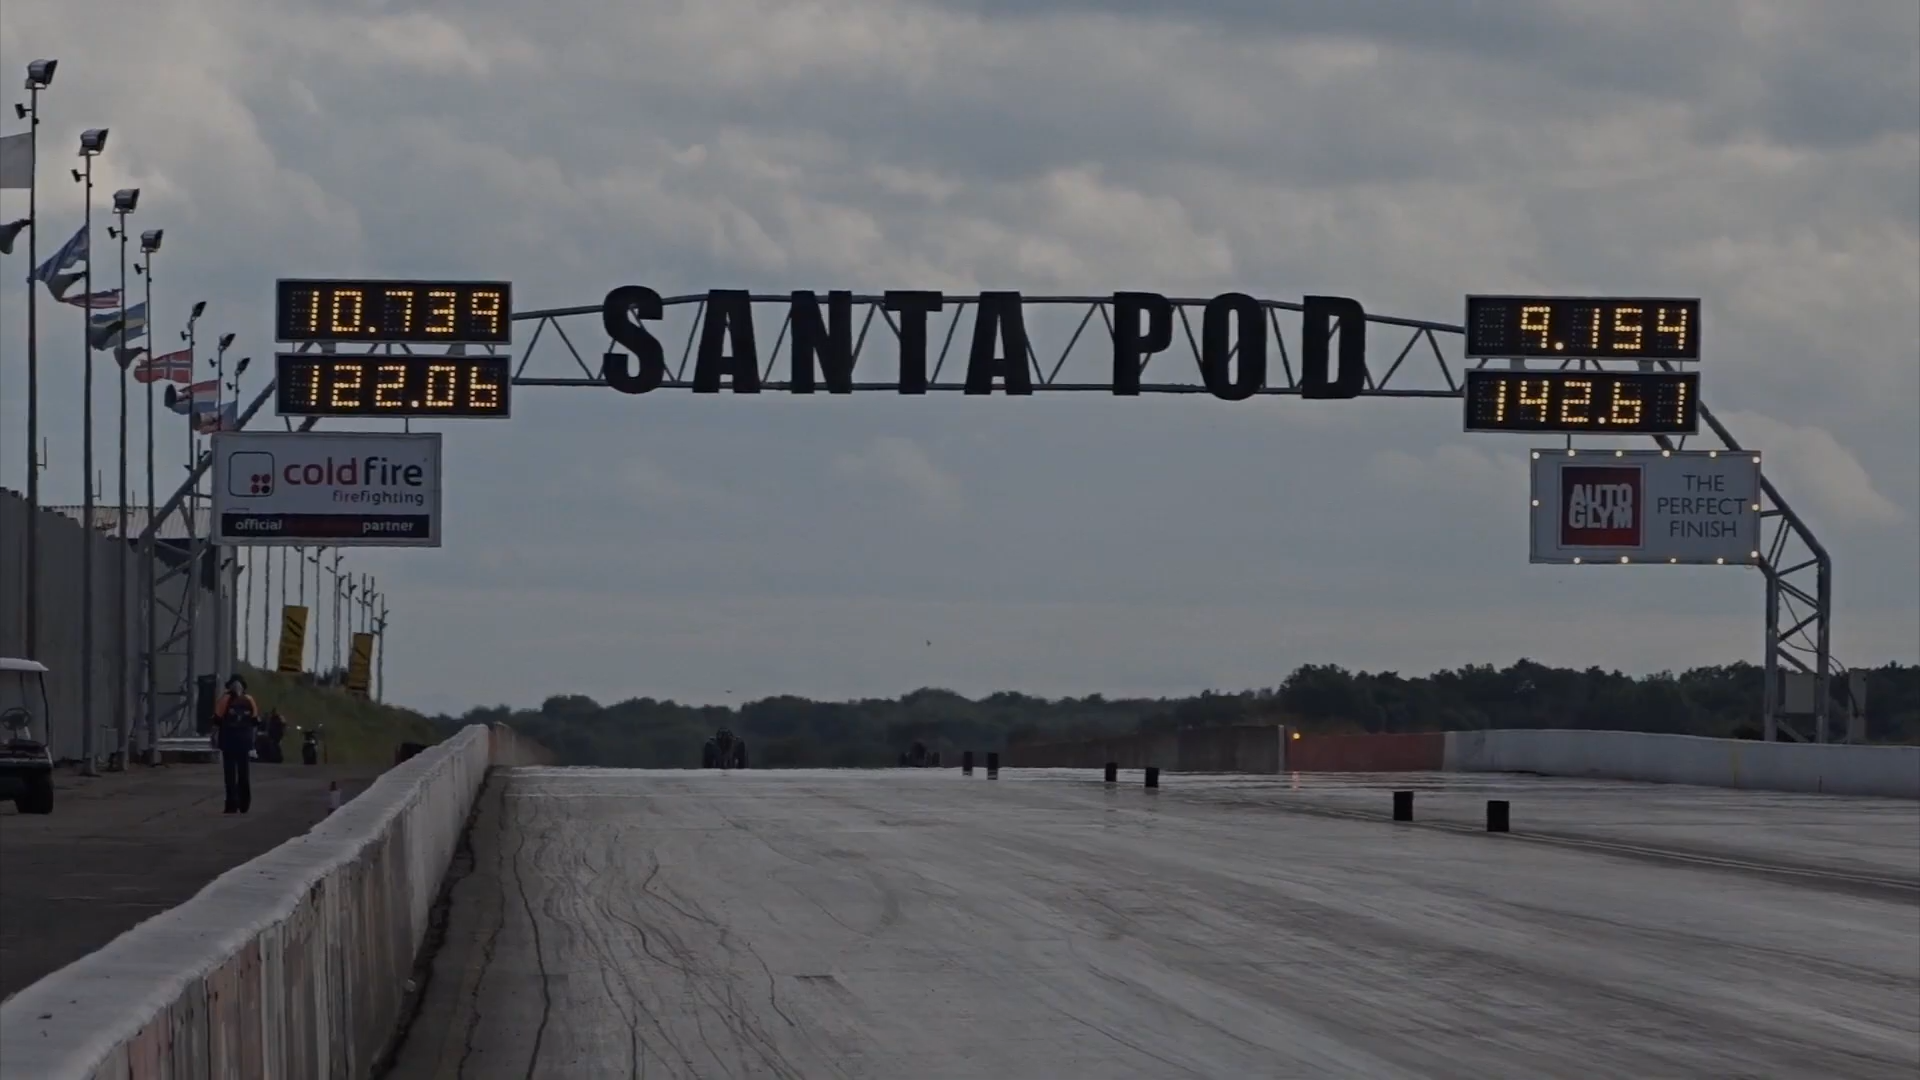 10.739
122.06
SANTA POD
9.154
142.61
coldfire
firefighting
official partner
AUTO
GLYM
THE
PERFECT
FINISH